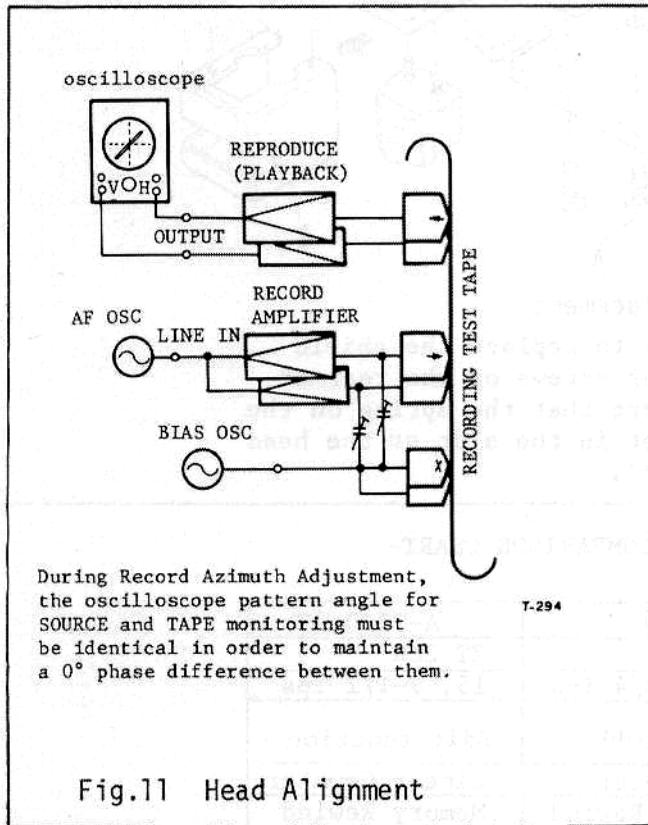 oscilloscope
V H
REPRODUCE
(PLAYBACK)
OUTPUT
RECORD
AMPLIFIER
AF OSC
LINE IN
BIAS OSC
RECORDING TEST TAPE
During Record Azimuth Adjustment,
the oscilloscope pattern angle for
SOURCE and TAPE monitoring must
be identical in order to maintain
a 0° phase difference between them.
T-294
Fig.11 Head Alignment